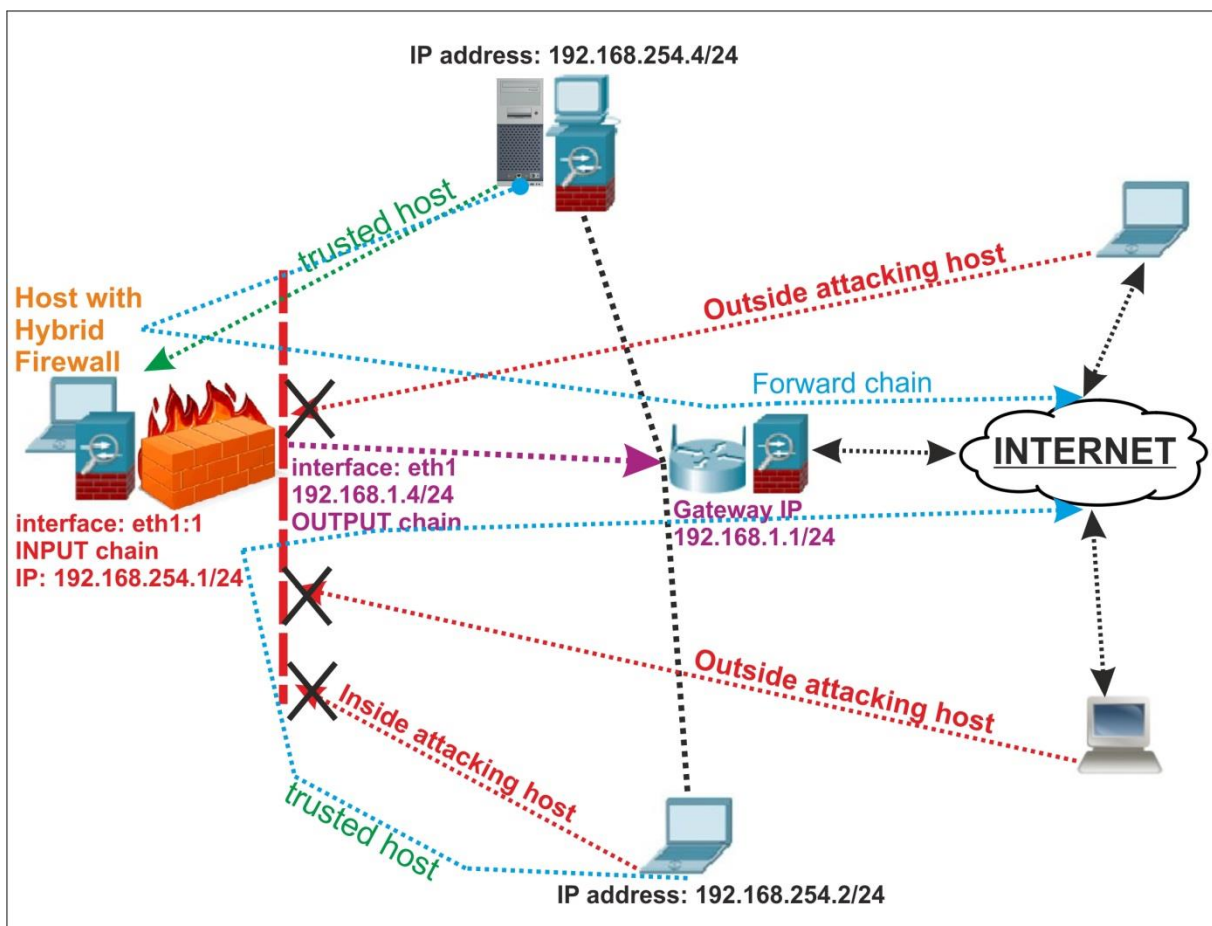 IP address: 192.168.254.4/24
trusted host
Outside attacking host
Host with
Hybrid
Firewall
Forward chain
INTERNET
interface: eth1
192.168.1.4/24
OUTPUT chain
Gateway IP
192.168.1.1/24
interface: eth1:1
INPUT chain
IP: 192.168.254.1/24
Outside attacking host
Inside attacking host
trusted host
IP address: 192.168.254.2/24